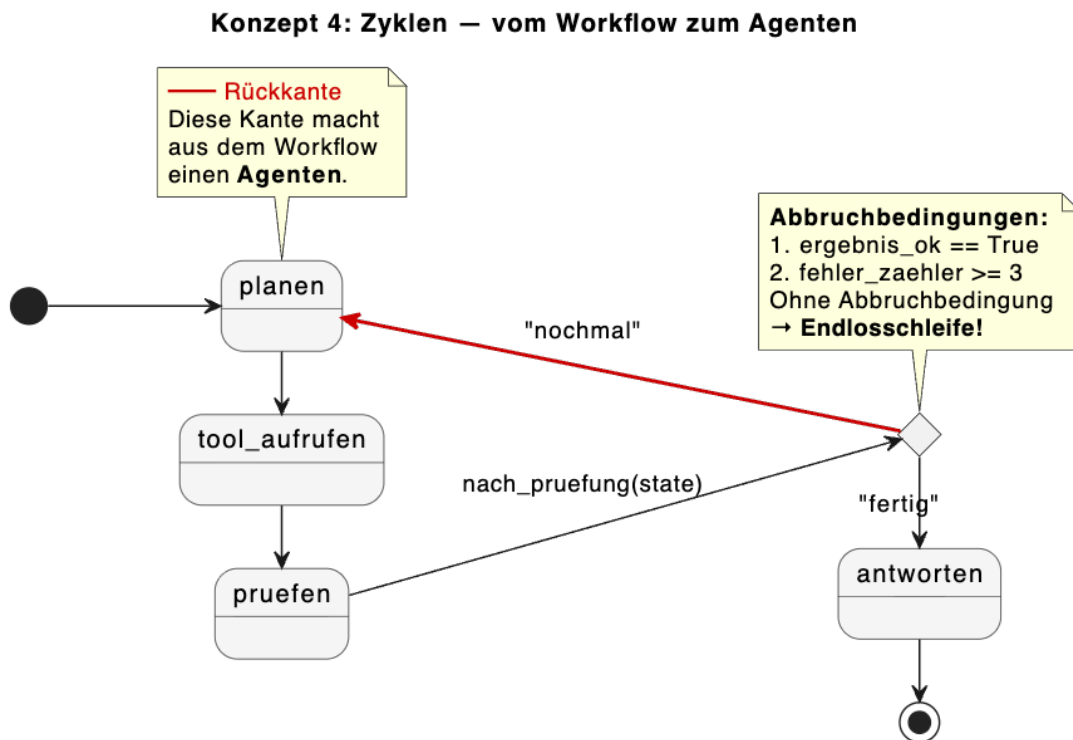 Konzept 4: Zyklen — vom Workflow zum Agenten
Rückkante
Diese Kante macht
aus dem Workflow
einen Agenten.
Abbruchbedingungen:
1. ergebnis_ok == True
2. fehler_zaehler >= 3
Ohne Abbruchbedingung
→ Endlosschleife!
planen
"nochmal"
tool_aufrufen
nach_pruefung(state)
"fertig"
pruefen
antworten